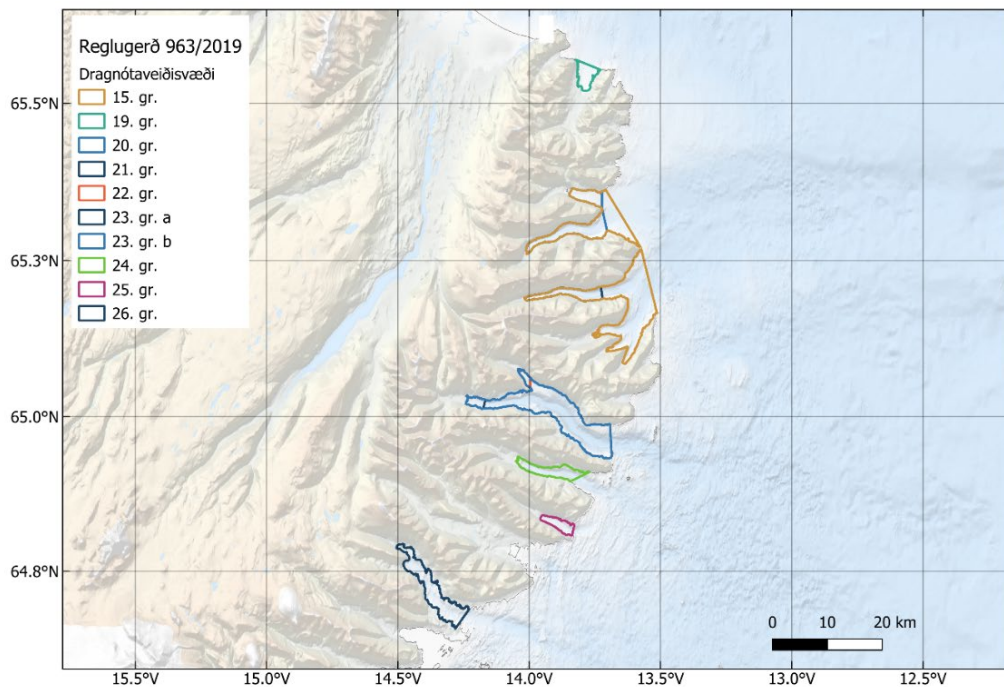 Reglugerð 963/2019
Dragnótaveiðisvæði
15. gr.
19. gr.
20. gr.
21. gr.
22. gr.
23. gr. a
23. gr. b
24. gr.
25. gr.
26. gr.
65.5°N
65.3°N
65.0°N
64.8°N
0 10 20 km
15.5°V 15.0°V 14.5°V 14.0°V 13.5°V 13.0°V 12.5°V